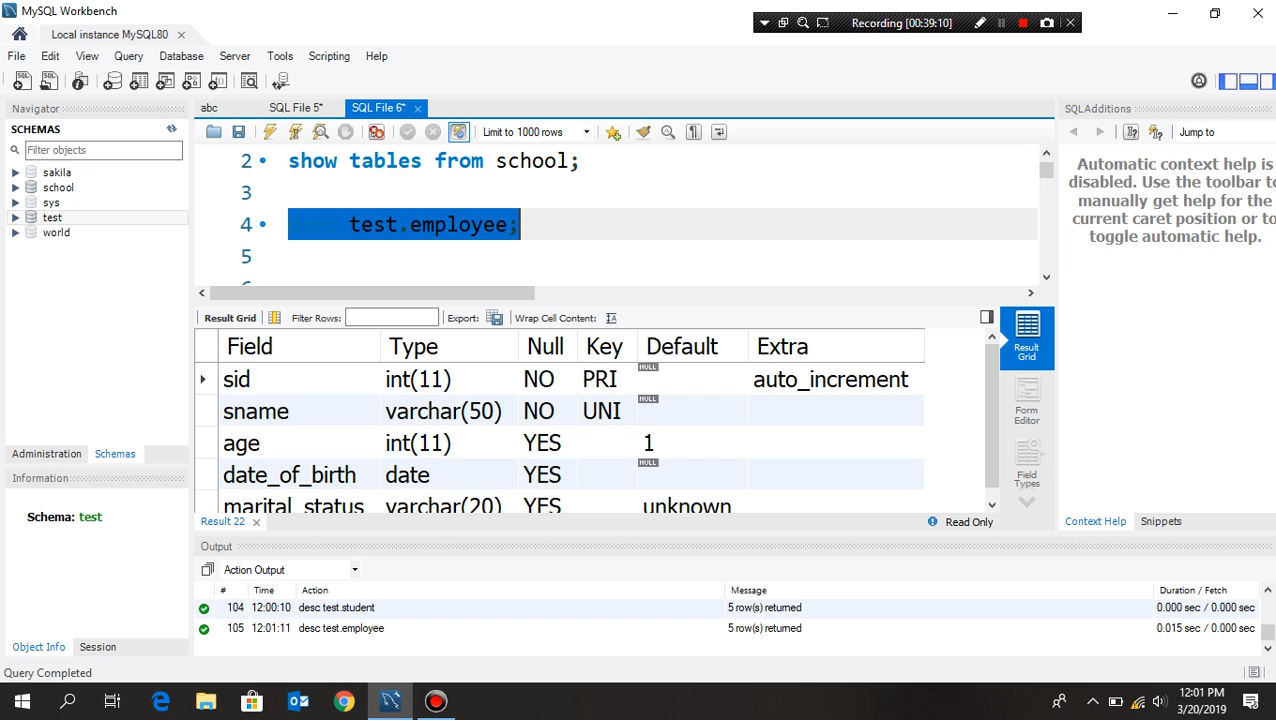 MySQL Workbench
Recording [00:39:10]
Local instance MySQL80
File Edit View Query Database Server Tools Scripting Help
Navigator
SCHEMAS
Filter objects
sakila
school
sys
test
world
Administration Schemas
Information
Schema: test
Object Info Session
Query Completed
abc SQL File 5* SQL File 6*
Limit to 1000 rows
2 show tables from school;
3
4 test.employee;
5
Result Grid Filter Rows: Export: Wrap Cell Content:
Field Type Null Key Default Extra
sid int(11) NO PRI NULL auto_increment
sname varchar(50) NO UNI NULL
age int(11) YES 1
date_of_birth date YES NULL
marital_status varchar(20) YES unknown
Result Grid
Form Editor
Field Types
Result 22
Read Only
Output
Action Output
# Time Action Message Duration / Fetch
104 12:00:10 desc test.student 5 row(s) returned 0.000 sec / 0.000 sec
105 12:01:11 desc test.employee 5 row(s) returned 0.015 sec / 0.000 sec
SQLAdditions
Jump to
Automatic context help is
disabled. Use the toolbar to
manually get help for the
current caret position or to
toggle automatic help.
Context Help Snippets
12:01 PM
3/20/2019